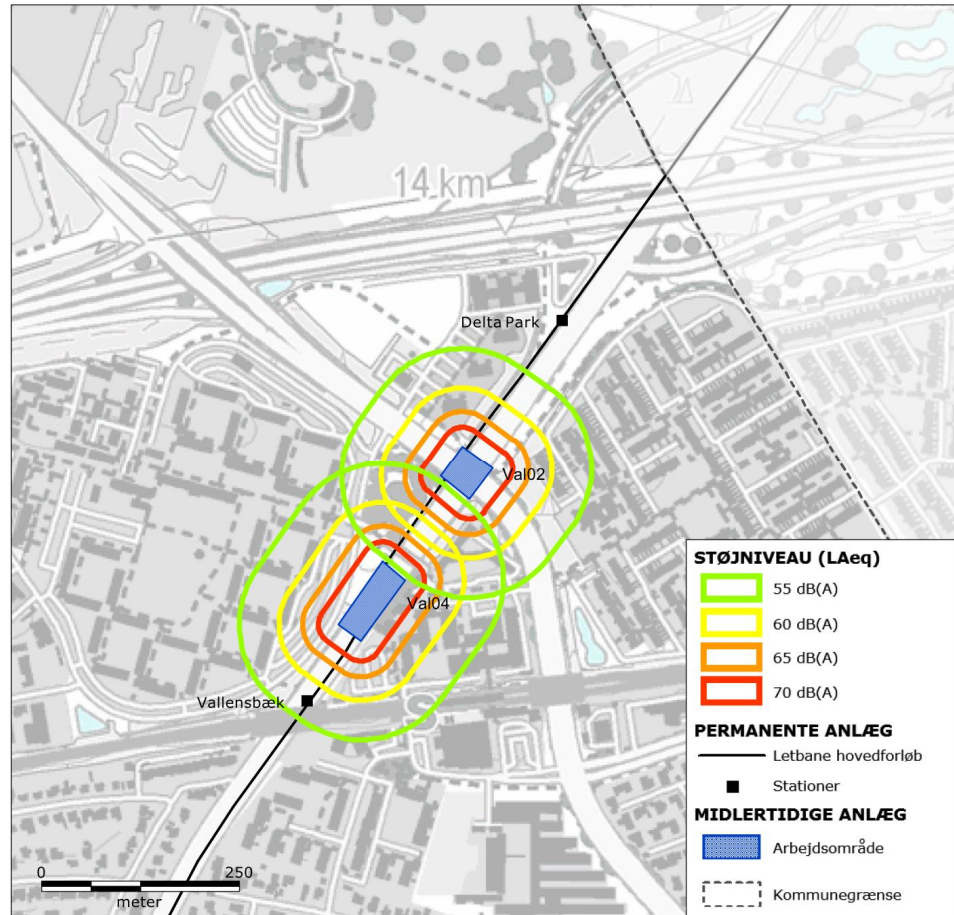 14 km
Delta Park
Val02
Val04
Vallensbæk
STØJNIVEAU (LAeq)
55 dB(A)
60 dB(A)
65 dB(A)
70 dB(A)
PERMANENTE ANLÆG
Letbane hovedforløb
Stationer
MIDLERTIDIGE ANLÆG
Arbejdsområde
Kommunegrænse
0 250
meter